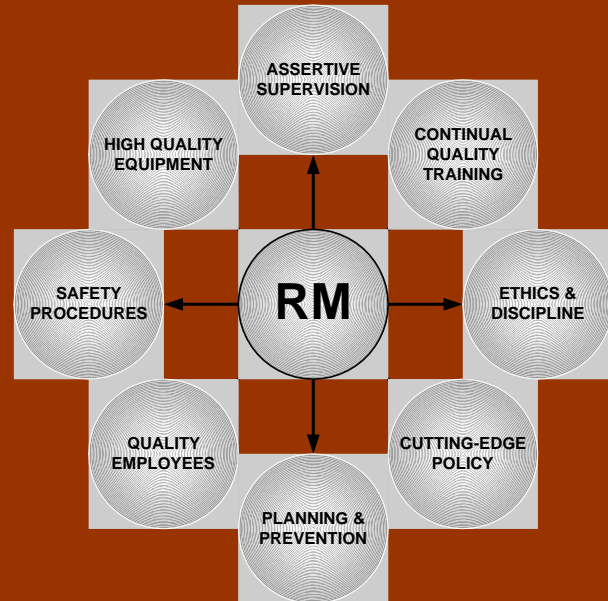 ASSERTIVE
SUPERVISION
HIGH QUALITY
EQUIPMENT
CONTINUAL
QUALITY
TRAINING
SAFETY
PROCEDURES
RM
ETHICS &
DISCIPLINE
QUALITY
EMPLOYEES
CUTTING-EDGE
POLICY
PLANNING &
PREVENTION